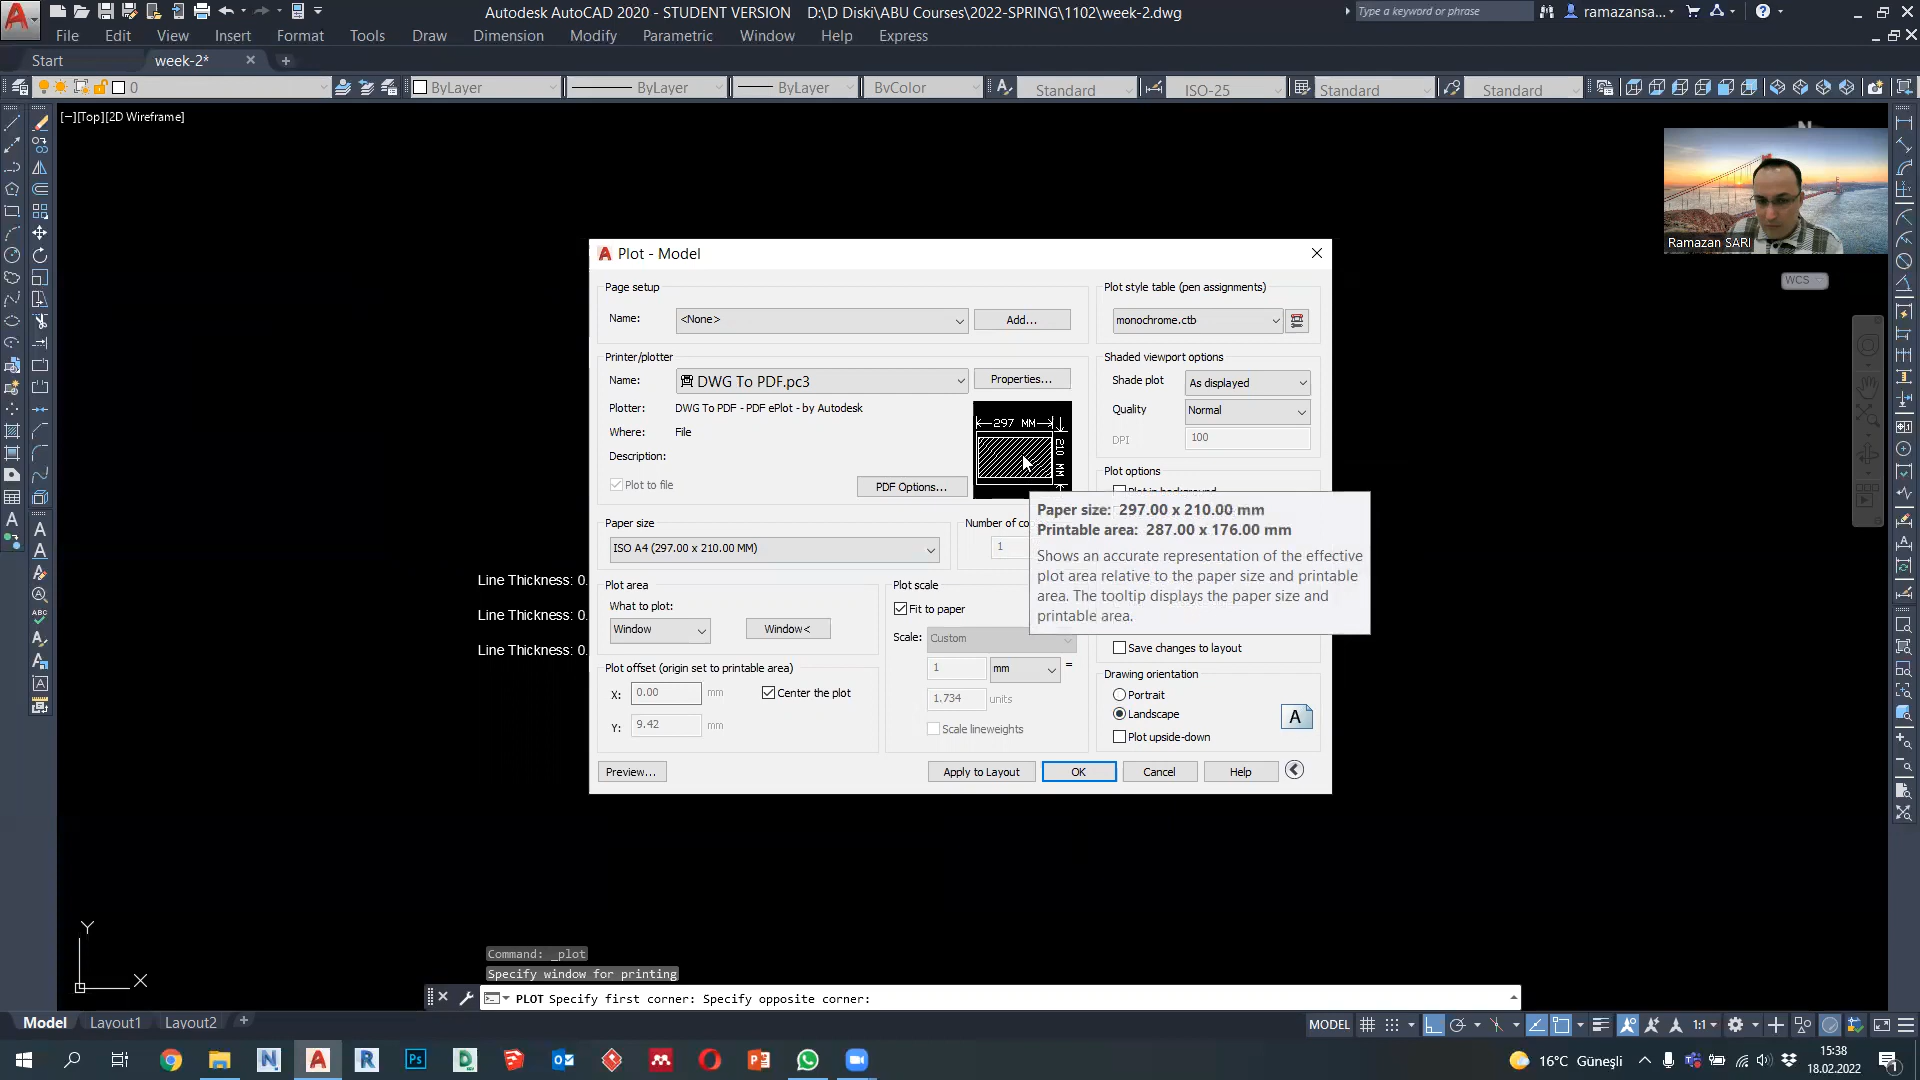 Autodesk AutoCAD 2020 - STUDENT VERSION D:\D Diski\ABU Courses\2022-SPRING\1102\week-2.dwg
Type a keyword or phrase
ramazansa...
File Edit View Insert Format Tools Draw Dimension Modify Parametric Window Help Express
Start week-2*
0 ByLayer ByLayer ByLayer ByColor Standard ISO-25 Standard Standard
[−][Top][2D Wireframe]
N
Ramazan SARI
WCS
Plot - Model
Page setup
Name: <None> Add...
Plot style table (pen assignments)
monochrome.ctb
Printer/plotter
Name: DWG To PDF.pc3 Properties...
Plotter: DWG To PDF - PDF ePlot - by Autodesk
Where: File
Description:
Plot to file
PDF Options...
297 MM
210 MM
Shaded viewport options
Shade plot As displayed
Quality Normal
DPI 100
Plot options
Plot in background
Paper size: 297.00 x 210.00 mm
Printable area: 287.00 x 176.00 mm
Shows an accurate representation of the effective
plot area relative to the paper size and printable
area. The tooltip displays the paper size and
printable area.
Paper size
ISO A4 (297.00 x 210.00 MM)
Number of co
1
Line Thickness: 0.
Line Thickness: 0.
Line Thickness: 0.
Plot area
What to plot:
Window Window<
Plot scale
Fit to paper
Scale: Custom
1 mm =
1.734 units
Scale lineweights
Plot offset (origin set to printable area)
X: 0.00 mm Center the plot
Y: 9.42 mm
Save changes to layout
Drawing orientation
Portrait
Landscape
Plot upside-down
A
Preview... Apply to Layout OK Cancel Help
Y
X
Command: _plot
Specify window for printing
PLOT Specify first corner: Specify opposite corner:
Model Layout1 Layout2
MODEL 1:1
16°C Güneşli
15:38
18.02.2022